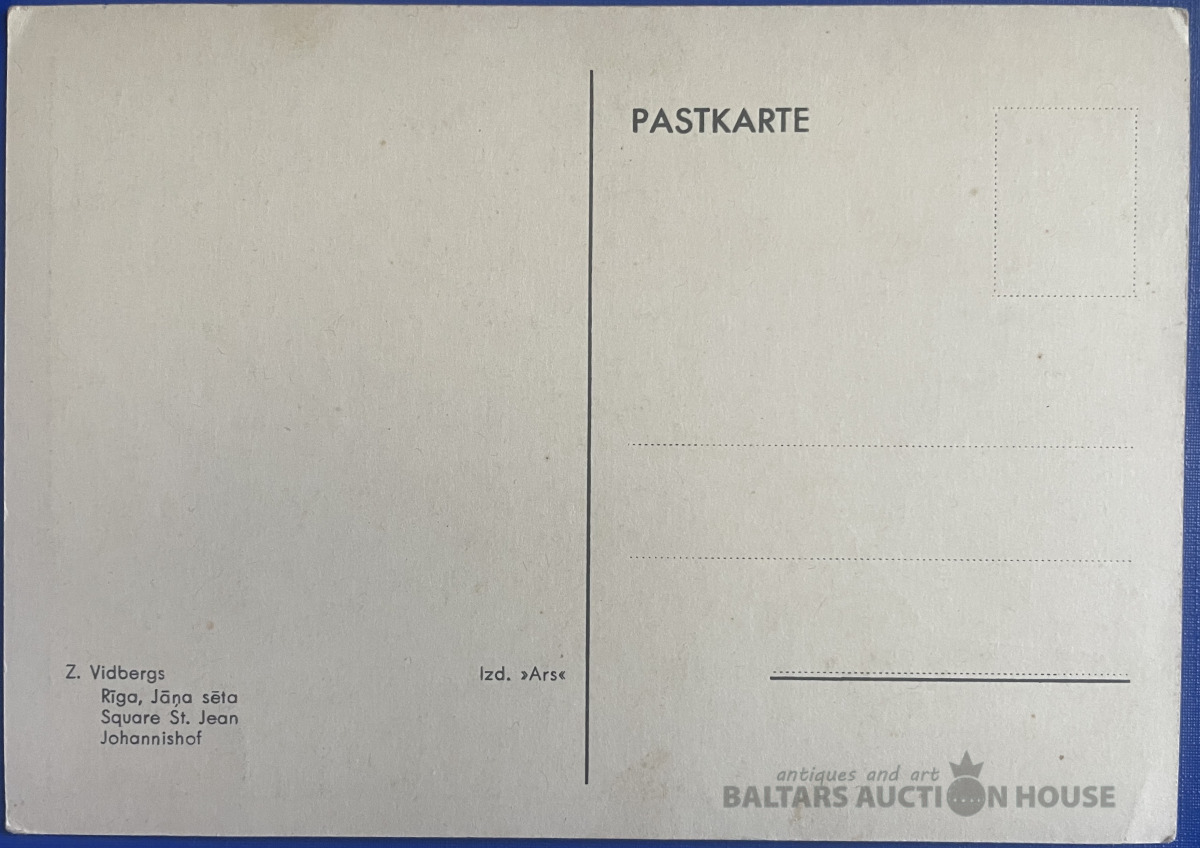 PASTKARTE
Z. Vidbergs
Rīga, Jāņa sēta
Square St. Jean
Johannishof
Izd. »Ars«
antiques and art
BALTARS AUCTION HOUSE